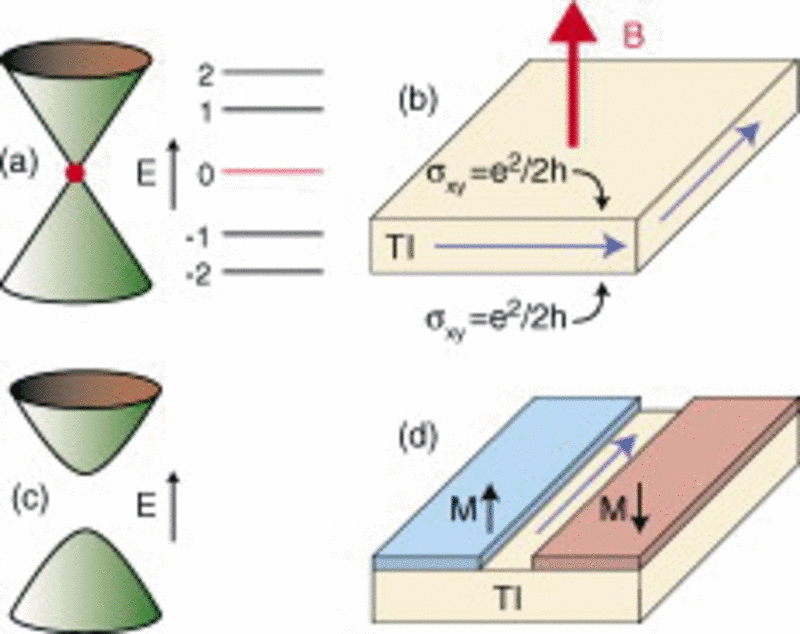 (a)
E
2
1
0
-1
-2
(b)
B
σxy=e²/2h
TI
σxy=e²/2h
(c)
E
(d)
M
M
TI